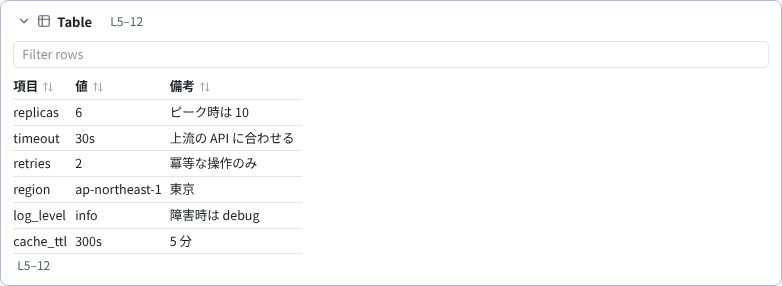 Table L5–12
Filter rows
項目 値 備考
replicas 6 ピーク時は 10
timeout 30s 上流の API に合わせる
retries 2 冪等な操作のみ
region ap-northeast-1 東京
log_level info 障害時は debug
cache_ttl 300s 5 分
L5–12